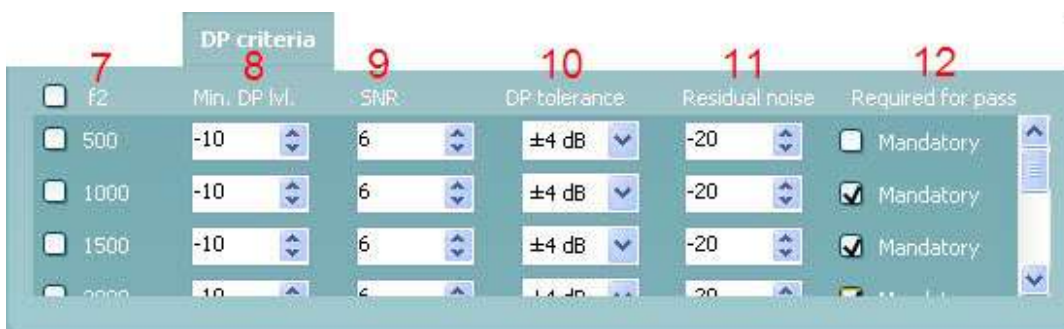 DP criteria
7 8 9 10 11 12
f2 Min. DP lvl. SNR DP tolerance Residual noise Required for pass
500 -10 6 ±4 dB -20 Mandatory
1000 -10 6 ±4 dB -20 Mandatory
1500 -10 6 ±4 dB -20 Mandatory